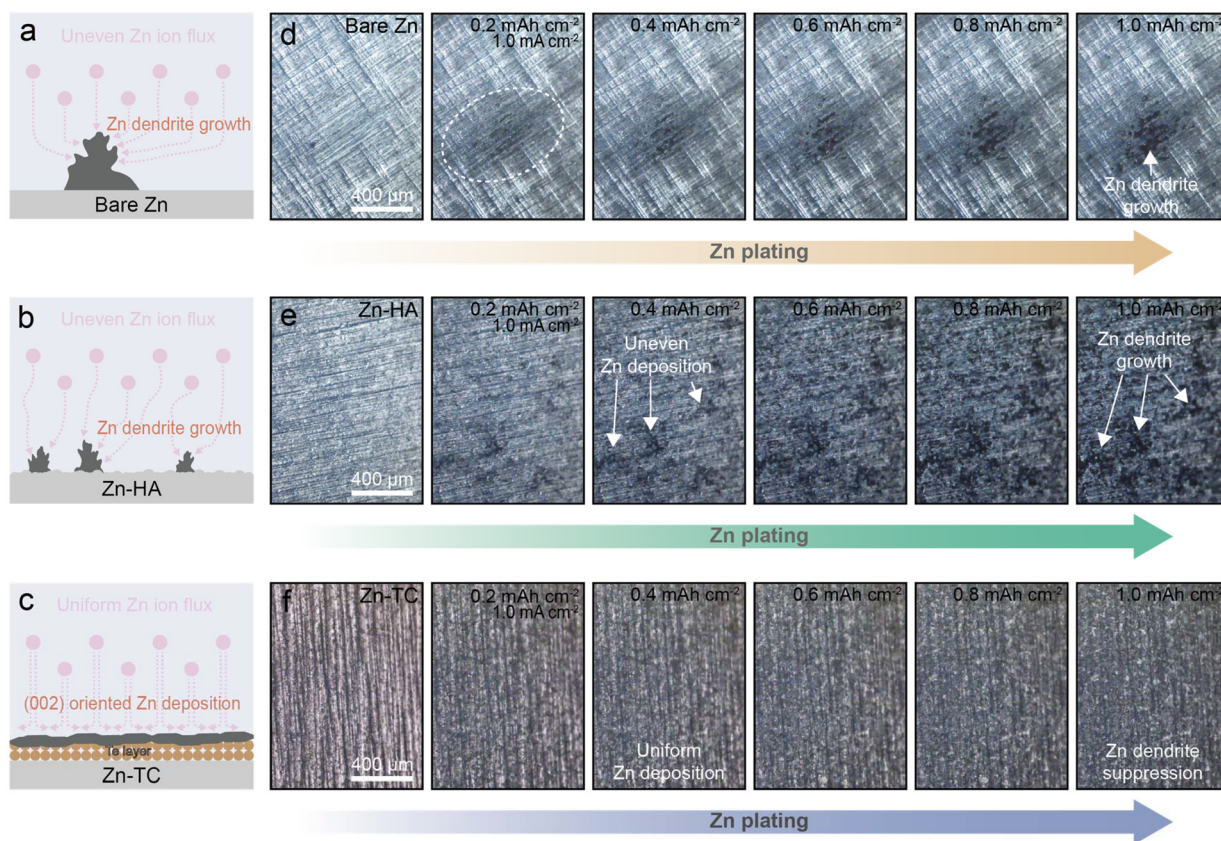 a
Uneven Zn ion flux
Zn dendrite growth
Bare Zn
d
Bare Zn
400 µm
0.2 mAh cm⁻²
1.0 mA cm⁻²
0.4 mAh cm⁻²
0.6 mAh cm⁻²
0.8 mAh cm⁻²
1.0 mAh cm⁻²
Zn dendrite
growth
Zn plating
b
Uneven Zn ion flux
Zn dendrite growth
Zn-HA
e
Zn-HA
400 µm
0.2 mAh cm⁻²
1.0 mA cm⁻²
0.4 mAh cm⁻²
Uneven
Zn deposition
0.6 mAh cm⁻²
0.8 mAh cm⁻²
1.0 mAh cm⁻²
Zn dendrite
growth
Zn plating
c
Uniform Zn ion flux
(002) oriented Zn deposition
Te layer
Zn-TC
f
Zn-TC
400 µm
0.2 mAh cm⁻²
1.0 mA cm⁻²
0.4 mAh cm⁻²
Uniform
Zn deposition
0.6 mAh cm⁻²
0.8 mAh cm⁻²
1.0 mAh cm⁻²
Zn dendrite
suppression
Zn plating